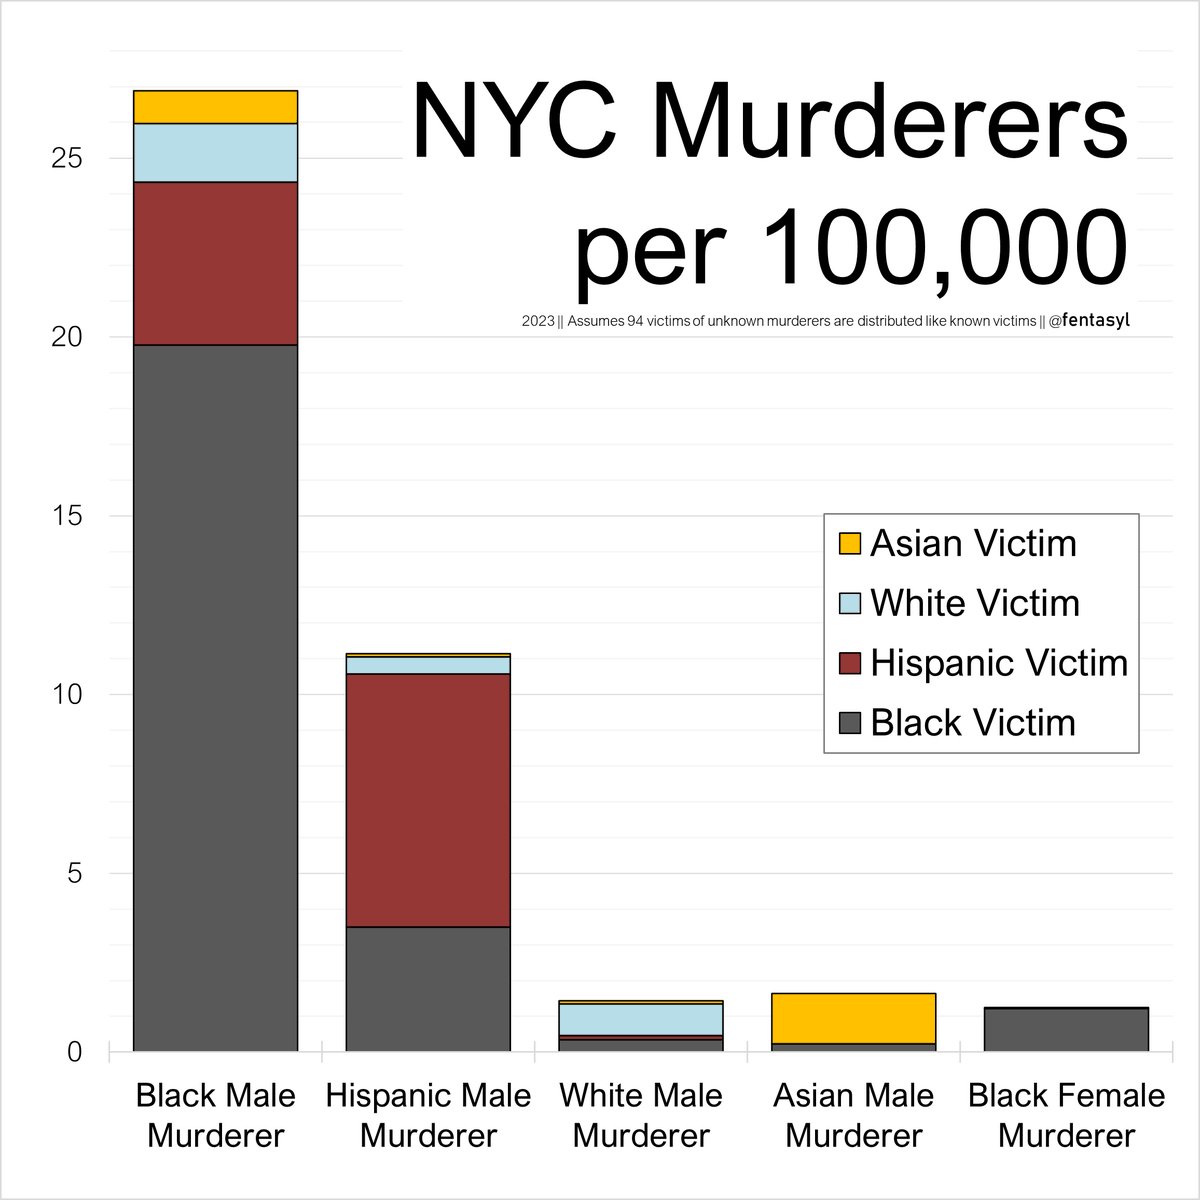 NYC Murderers
per 100,000
2023 || Assumes 94 victims of unknown murderers are distributed like known victims || @fentasyl
25
20
15
10
5
0
Asian Victim
White Victim
Hispanic Victim
Black Victim
Black Male
Murderer
Hispanic Male
Murderer
White Male
Murderer
Asian Male
Murderer
Black Female
Murderer